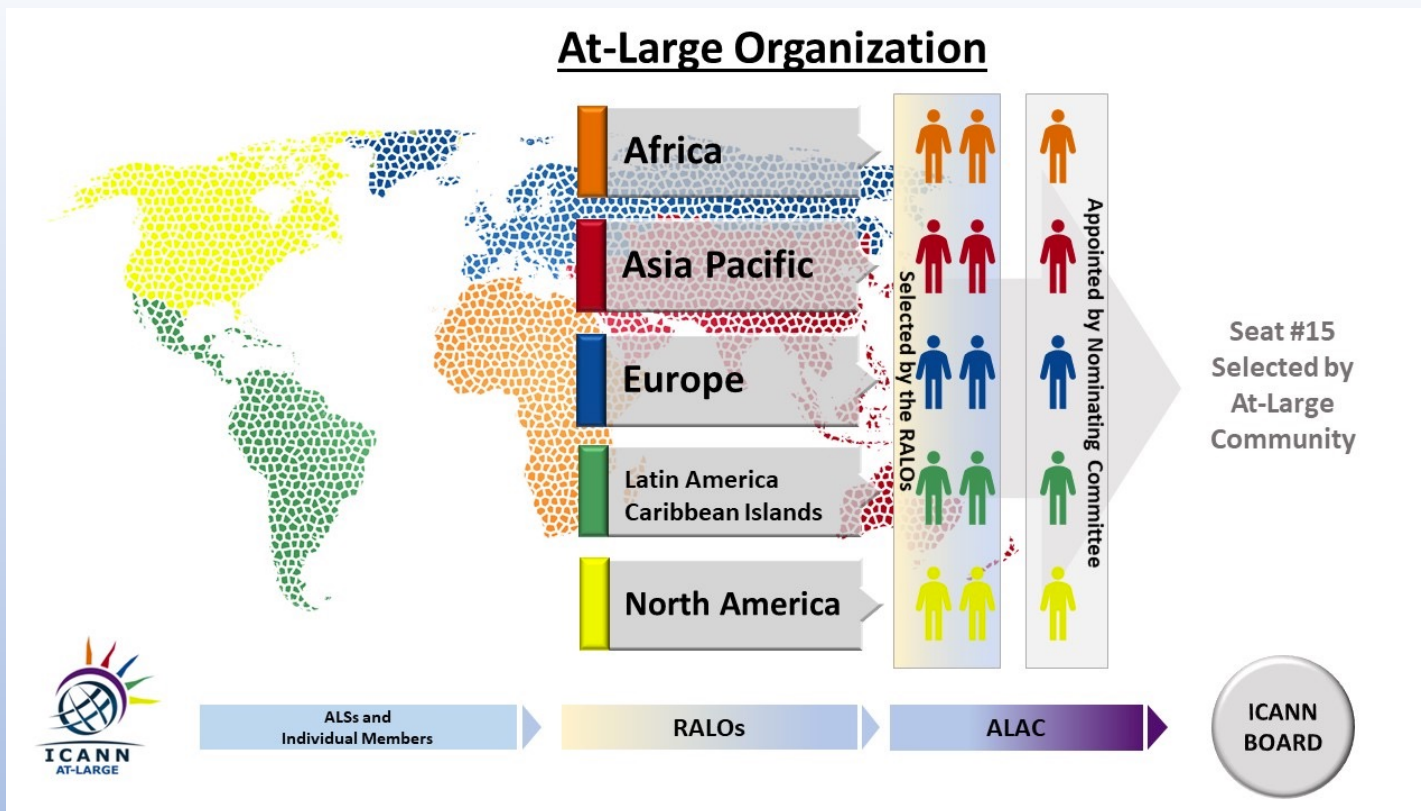 At-Large Organization
Africa
Asia Pacific
Europe
Latin America
Caribbean Islands
North America
Selected by the RALOs
Appointed by Nominating Committee
Seat #15
Selected by
At-Large
Community
ICANN
AT-LARGE
ALSs and
Individual Members
RALOs
ALAC
ICANN
BOARD